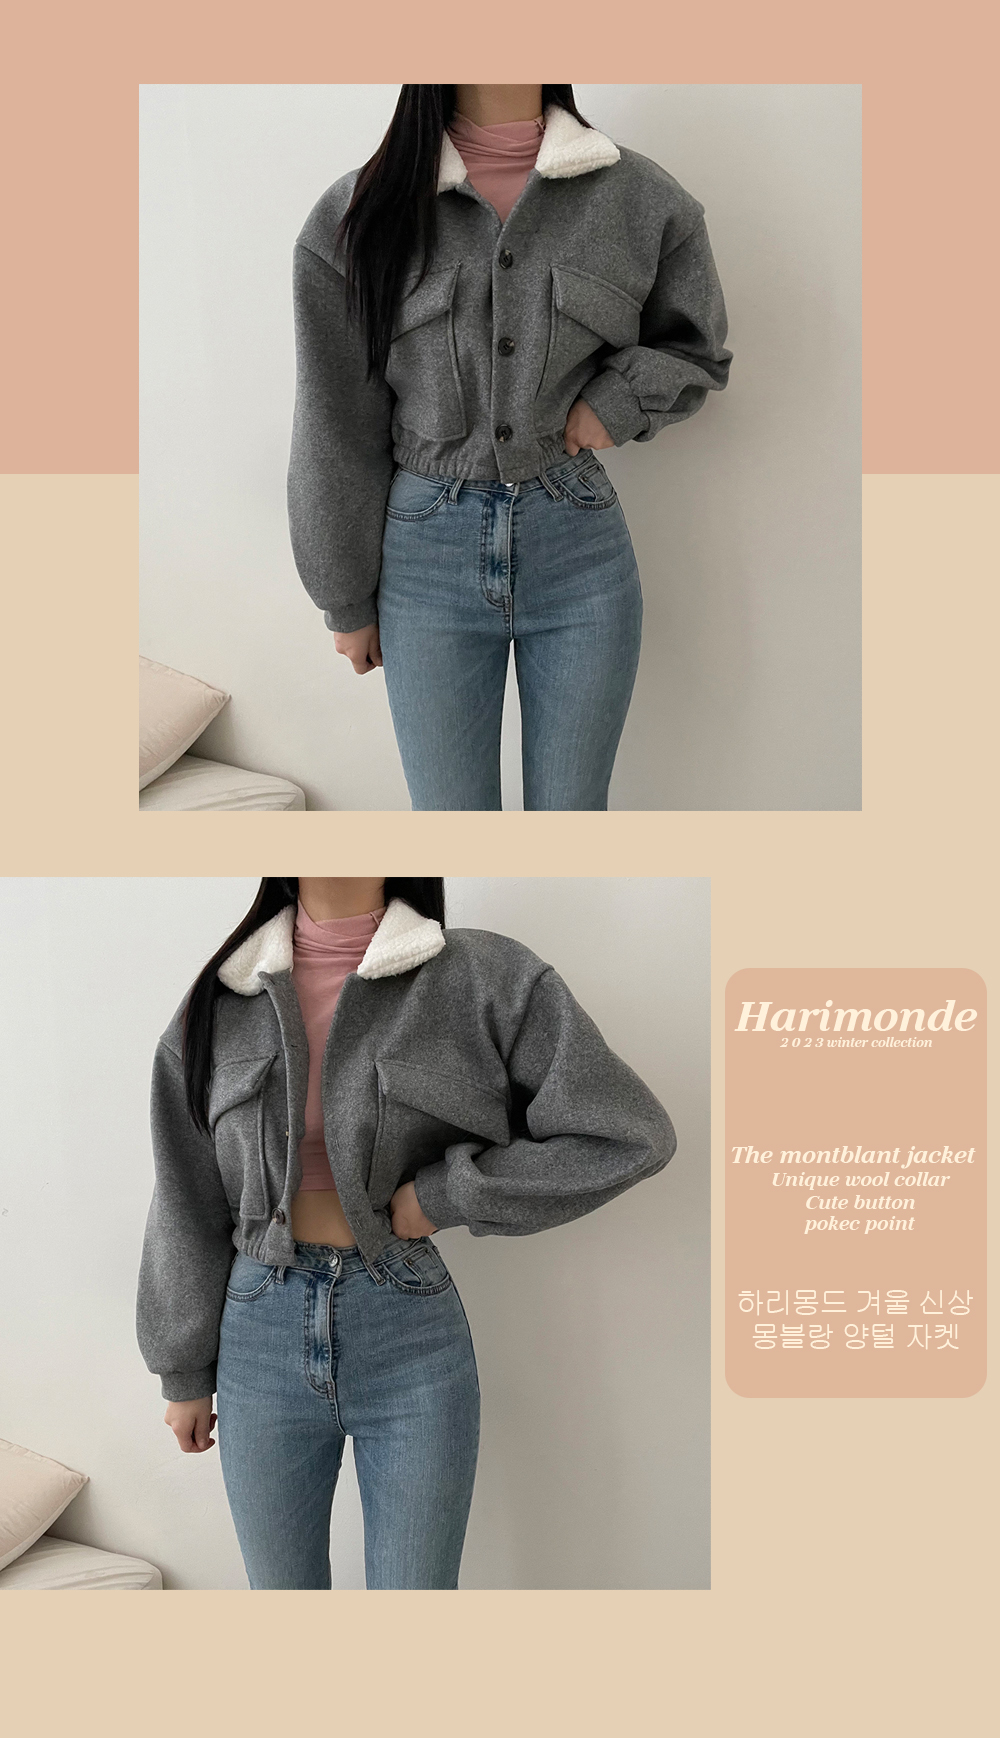 Harimonde
2 0 2 3 winter collection
The montblant jacket
Unique wool collar
Cute button
pokec point
하리몽드 겨울 신상
몽블랑 양털 자켓